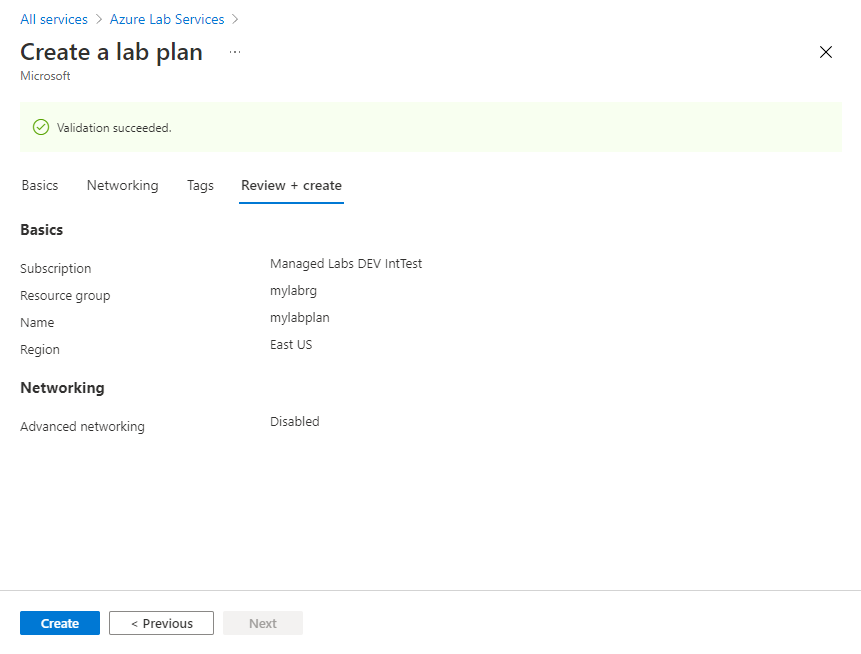 All services > Azure Lab Services >
Create a lab plan ...
Microsoft
Validation succeeded.
Basics Networking Tags Review + create
Basics
Subscription Managed Labs DEV IntTest
Resource group mylabrg
Name mylabplan
Region East US
Networking
Advanced networking Disabled
Create < Previous Next